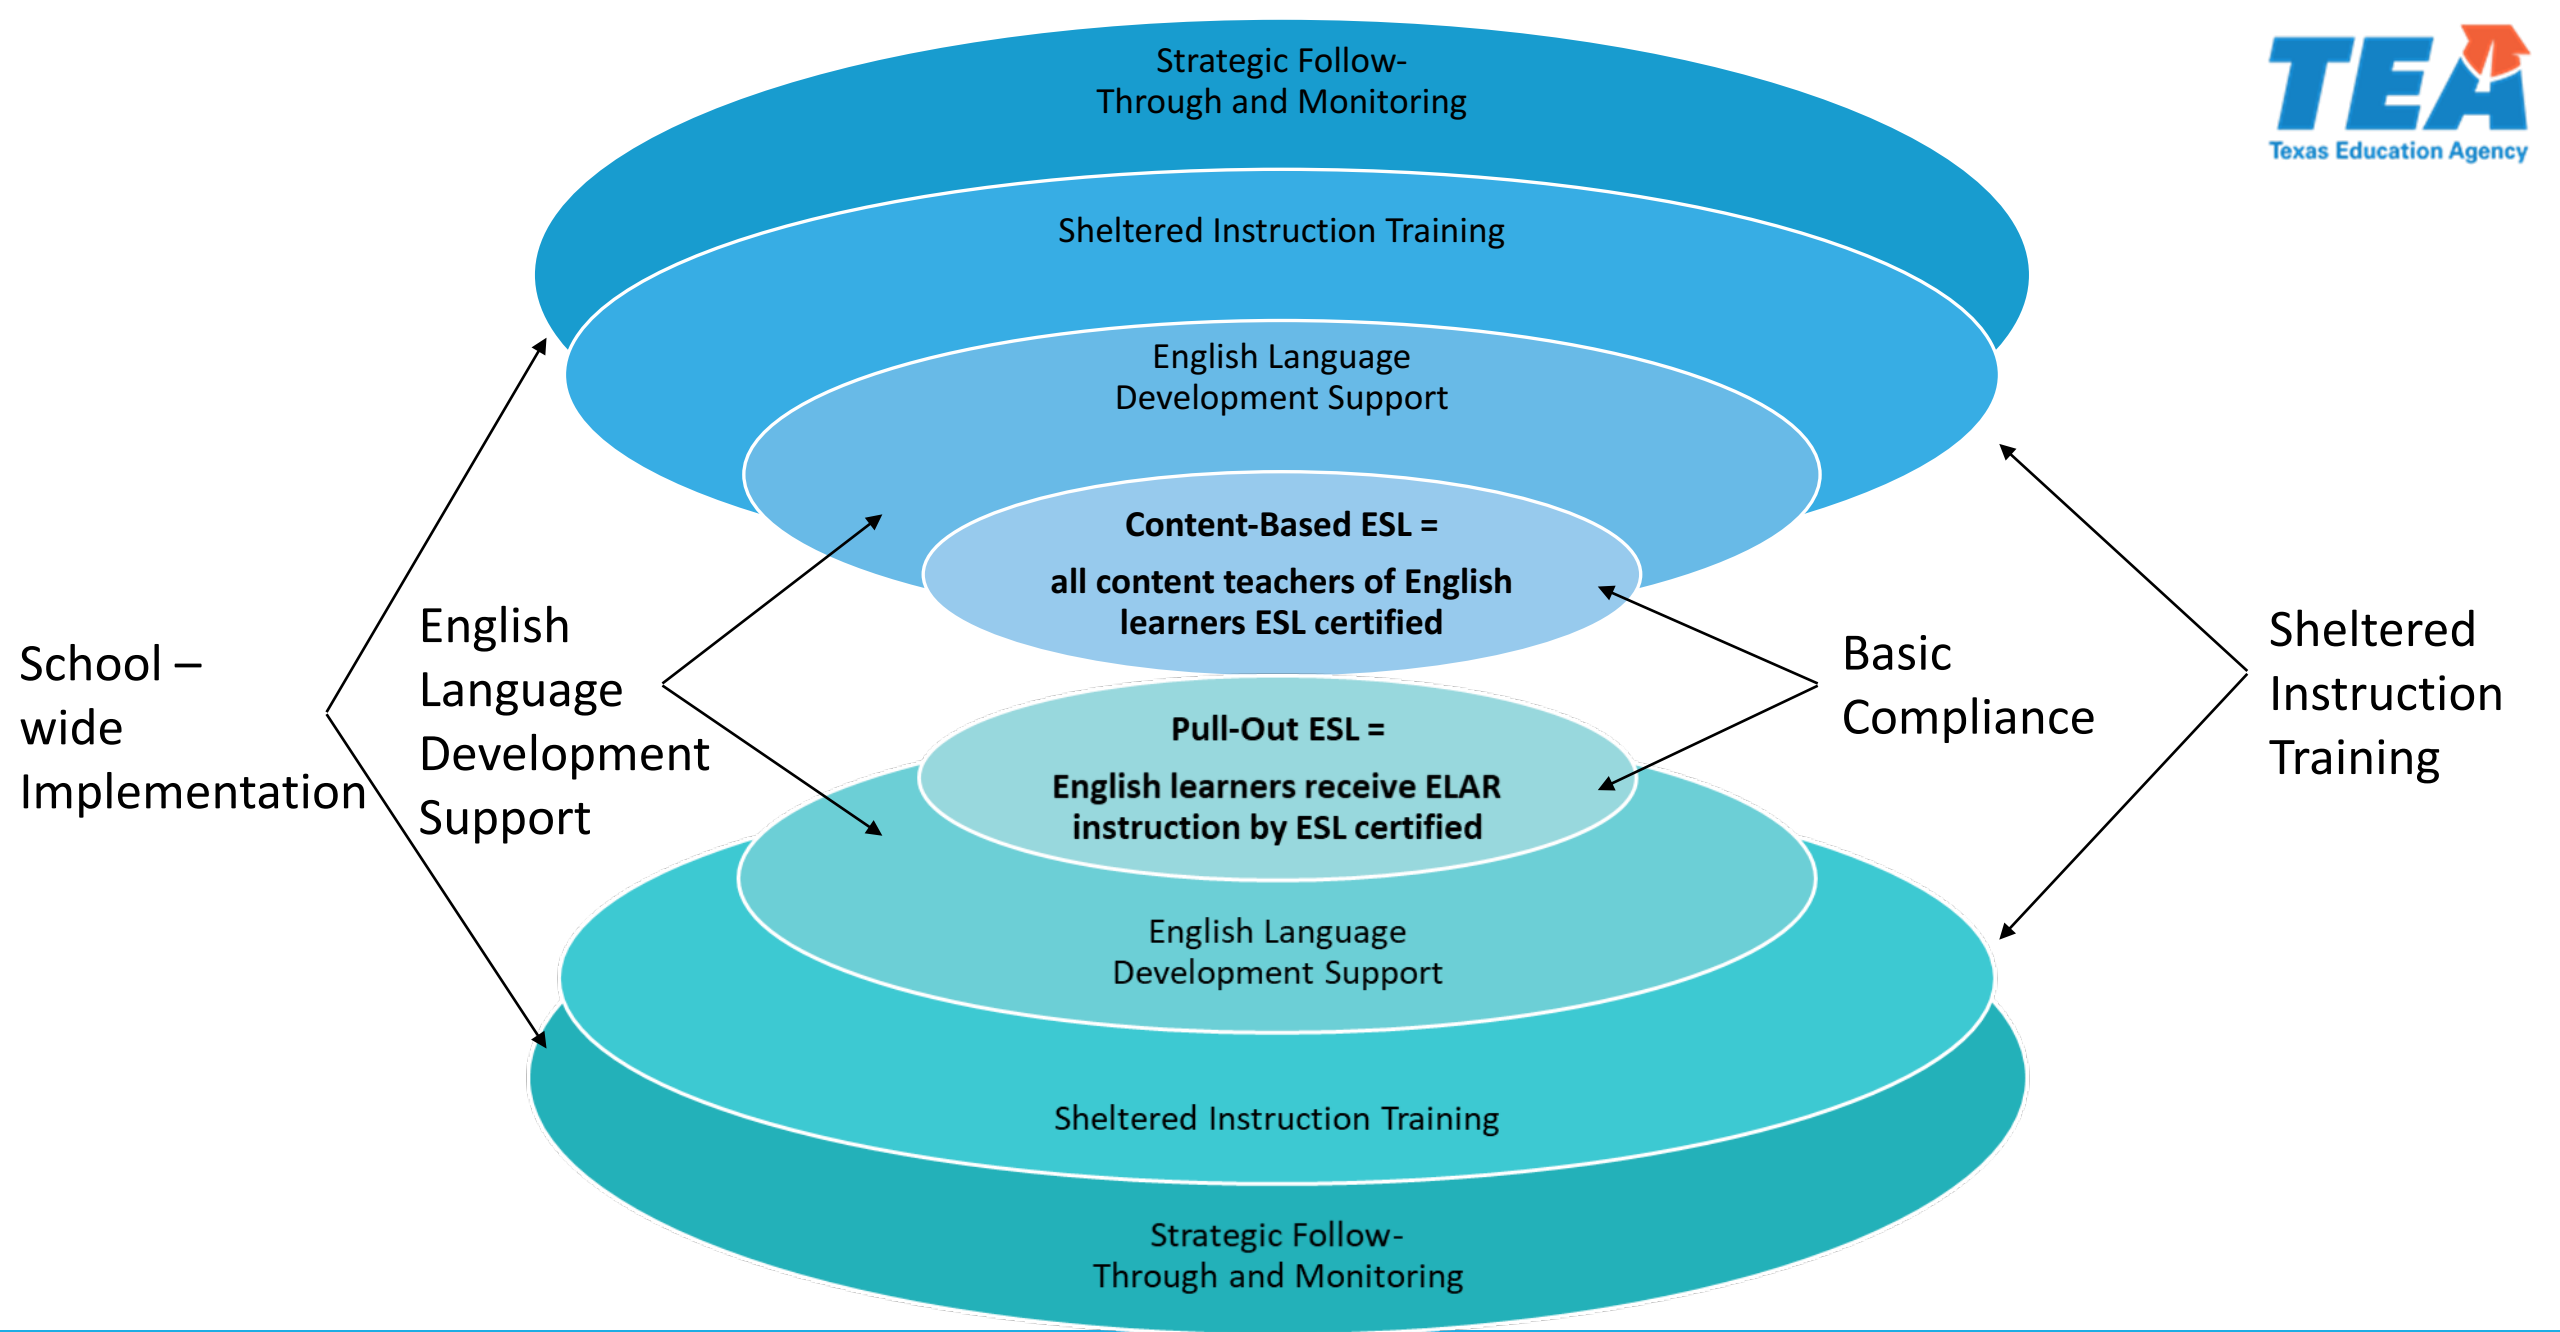 Strategic Follow-
Through and Monitoring
TEA
Texas Education Agency
Sheltered Instruction Training
English Language
Development Support
Content-Based ESL =
all content teachers of English
learners ESL certified
School –
wide
Implementation
English
Language
Development
Support
Basic
Compliance
Sheltered
Instruction
Training
Pull-Out ESL =
English learners receive ELAR
instruction by ESL certified
English Language
Development Support
Sheltered Instruction Training
Strategic Follow-
Through and Monitoring